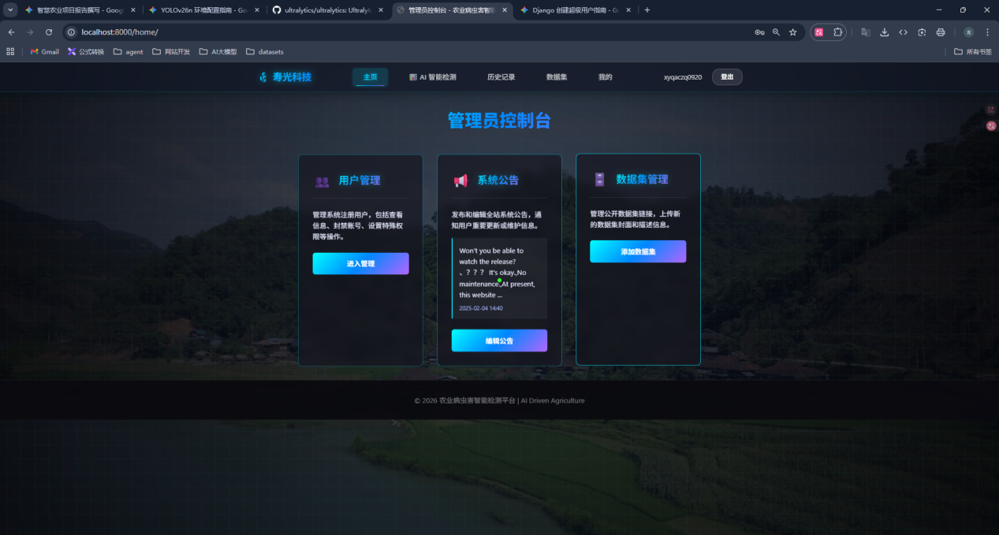 智慧农业项目报告撰写 - Goog
YOLOv26n 环境配置指南 - Go
ultralytics/ultralytics: Ultralyt
管理员控制台 - 农业病虫害智能
Django 创建超级用户指南 - G
localhost:8000/home/
Gmail
公式转换
agent
网站开发
AI大模型
datasets
所有书签
寿光科技
主页
AI 智能检测
历史记录
数据集
我的
xyqaczq0920
登出
管理员控制台
用户管理
管理系统注册用户，包括查看
信息、封禁账号、设置特殊权
限等操作。
进入管理
系统公告
发布和编辑全站系统公告，通
知用户重要更新或维护信息。
Won't you be able to
watch the release?
、？？？ It's okay.,No
maintenance.,At present,
this website ...
2025-02-04 14:40
编辑公告
数据集管理
管理公开数据集链接，上传新
的数据集封面和描述信息。
添加数据集
© 2026 农业病虫害智能检测平台 | AI Driven Agriculture